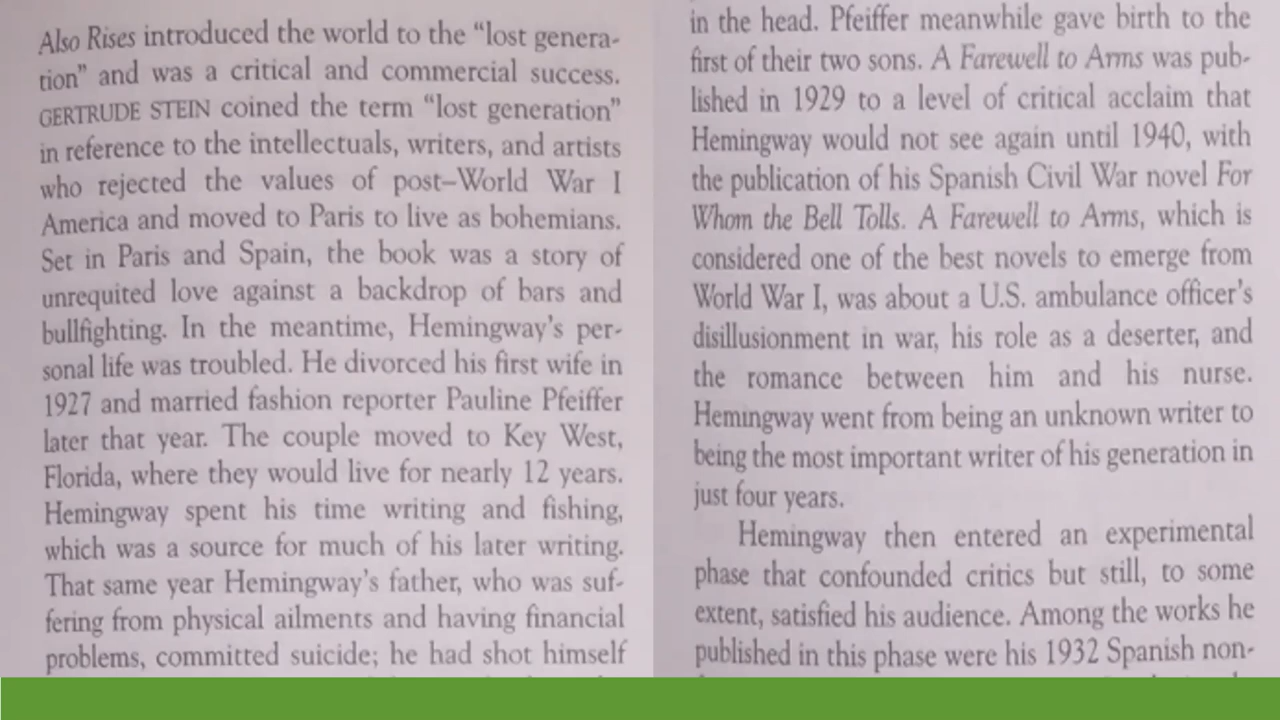 Also Rises introduced the world to the “lost genera-
tion” and was a critical and commercial success.
GERTRUDE STEIN coined the term “lost generation”
in reference to the intellectuals, writers, and artists
who rejected the values of post–World War I
America and moved to Paris to live as bohemians.
Set in Paris and Spain, the book was a story of
unrequited love against a backdrop of bars and
bullfighting. In the meantime, Hemingway’s per-
sonal life was troubled. He divorced his first wife in
1927 and married fashion reporter Pauline Pfeiffer
later that year. The couple moved to Key West,
Florida, where they would live for nearly 12 years.
Hemingway spent his time writing and fishing,
which was a source for much of his later writing.
That same year Hemingway’s father, who was suf-
fering from physical ailments and having financial
problems, committed suicide; he had shot himself
in the head. Pfeiffer meanwhile gave birth to the
first of their two sons. A Farewell to Arms was pub-
lished in 1929 to a level of critical acclaim that
Hemingway would not see again until 1940, with
the publication of his Spanish Civil War novel For
Whom the Bell Tolls. A Farewell to Arms, which is
considered one of the best novels to emerge from
World War I, was about a U.S. ambulance officer’s
disillusionment in war, his role as a deserter, and
the romance between him and his nurse.
Hemingway went from being an unknown writer to
being the most important writer of his generation in
just four years.
Hemingway then entered an experimental
phase that confounded critics but still, to some
extent, satisfied his audience. Among the works he
published in this phase were his 1932 Spanish non-